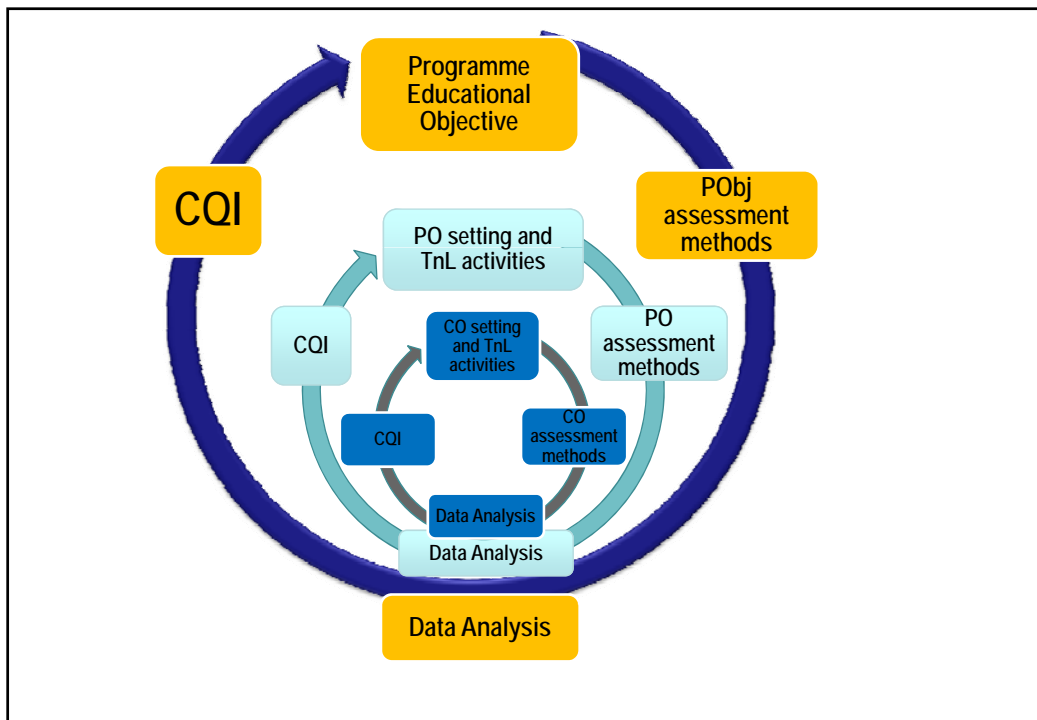 Programme
Educational
Objective
CQI
PObj
assessment
methods
PO setting and
TnL activities
CQI
PO
assessment
methods
CO setting
and TnL
activities
CQI
CO
assessment
methods
Data Analysis
Data Analysis
Data Analysis